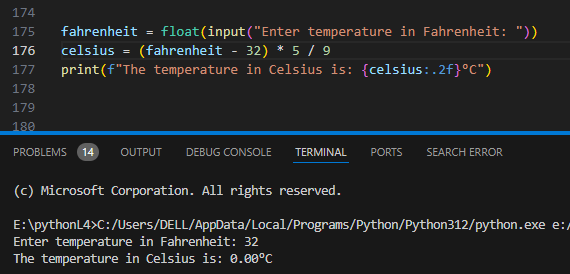 174
175 fahrenheit = float(input("Enter temperature in Fahrenheit: "))
176 celsius = (fahrenheit - 32) * 5 / 9
177 print(f"The temperature in Celsius is: {celsius:.2f}°C")
178
179
180
PROBLEMS 14 OUTPUT DEBUG CONSOLE TERMINAL PORTS SEARCH ERROR
(c) Microsoft Corporation. All rights reserved.
E:\pythonL4>C:/Users/DELL/AppData/Local/Programs/Python/Python312/python.exe e:/
Enter temperature in Fahrenheit: 32
The temperature in Celsius is: 0.00°C